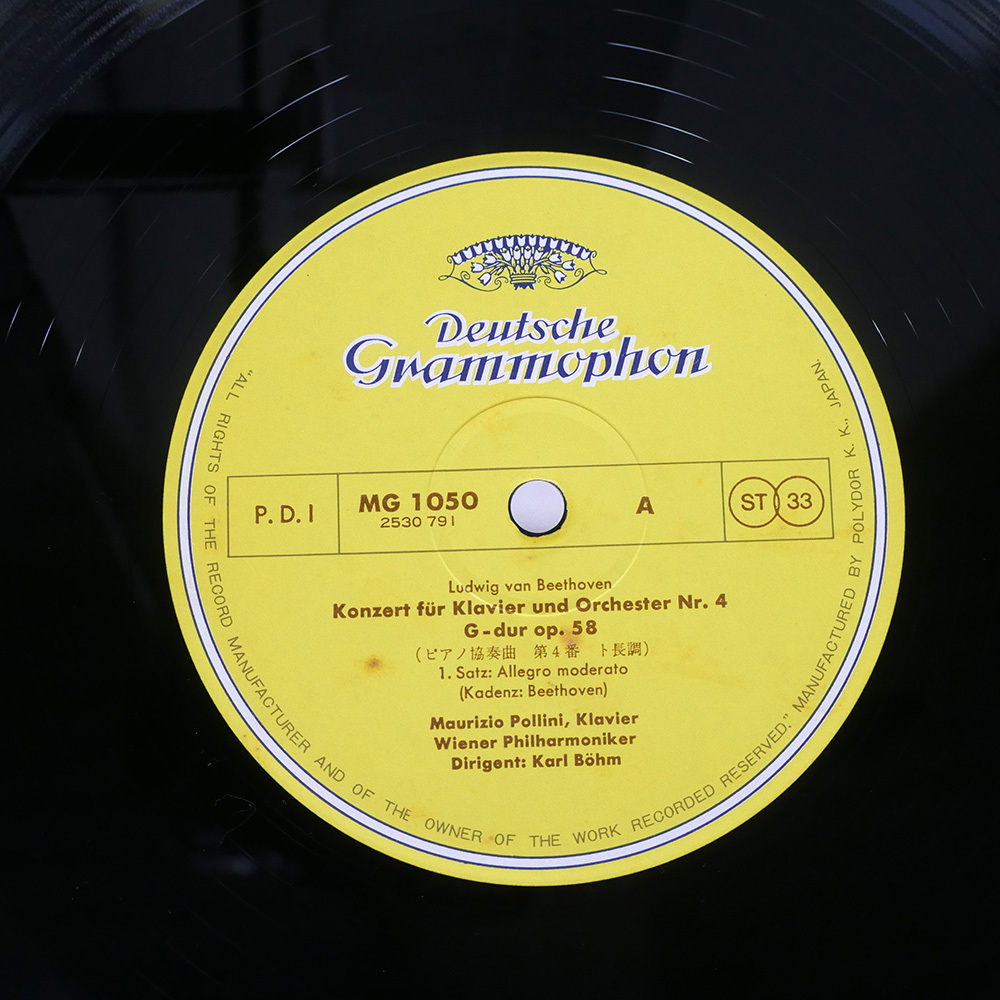 Deutsche
Grammophon
P. D. I
MG 1050
2530 791
A
ST 33
Ludwig van Beethoven
Konzert für Klavier und Orchester Nr. 4
G-dur op. 58
(ピアノ協奏曲 第4番 ト長調)
1. Satz: Allegro moderato
(Kadenz: Beethoven)
Maurizio Pollini, Klavier
Wiener Philharmoniker
Dirigent: Karl Böhm
"ALL RIGHTS OF THE RECORD MANUFACTURER AND OF THE OWNER OF THE WORK RECORDED RESERVED." MANUFACTURED BY POLYDOR K. K., JAPAN.